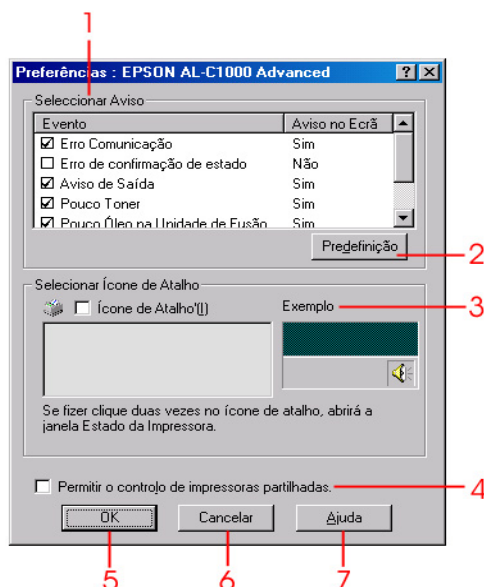 1
Preferências : EPSON AL-C1000 Advanced
Seleccionar Aviso
Evento Aviso no Ecrã
Erro Comunicação Sim
Erro de confirmação de estado Não
Aviso de Saída Sim
Pouco Toner Sim
Pouco Óleo na Unidade de Fusão Sim
Predefinição
2
Selecionar Ícone de Atalho
Ícone de Atalho'(I)
Exemplo
3
Se fizer clique duas vezes no ícone de atalho, abrirá a
janela Estado da Impressora.
Permitir o controlo de impressoras partilhadas.
4
OK Cancelar Ajuda
5 6 7